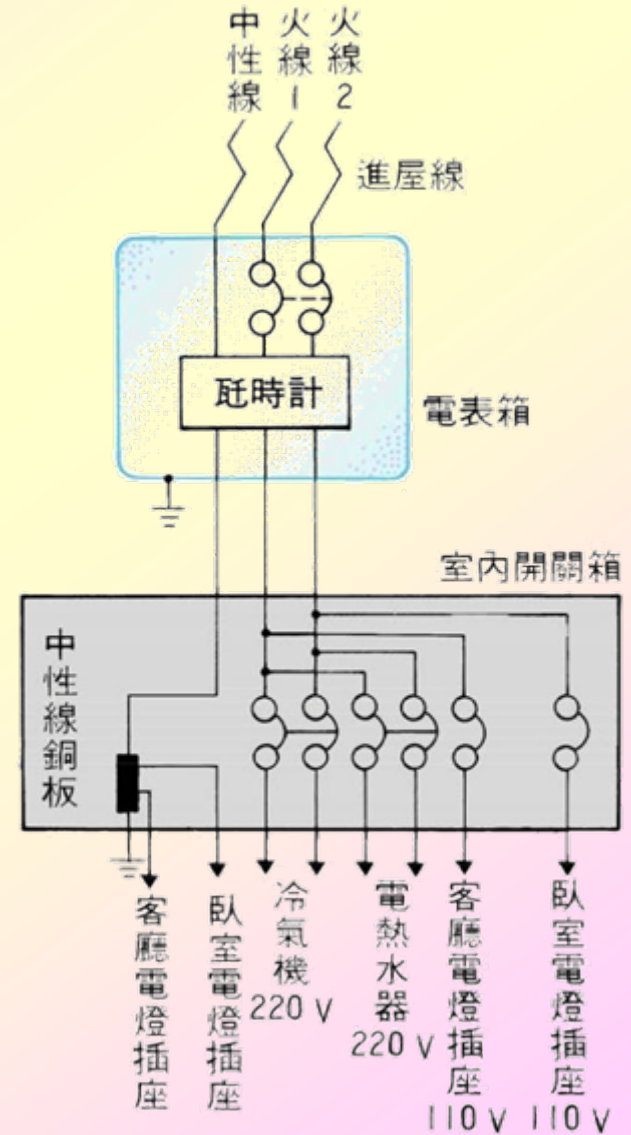 中性線
火線1
火線2
進屋線
瓩時計
電表箱
室內開關箱
中性線銅板
客廳電燈插座
臥室電燈插座
冷氣機
220 V
電熱水器
220 V
客廳電燈插座
110 V
臥室電燈插座
110 V